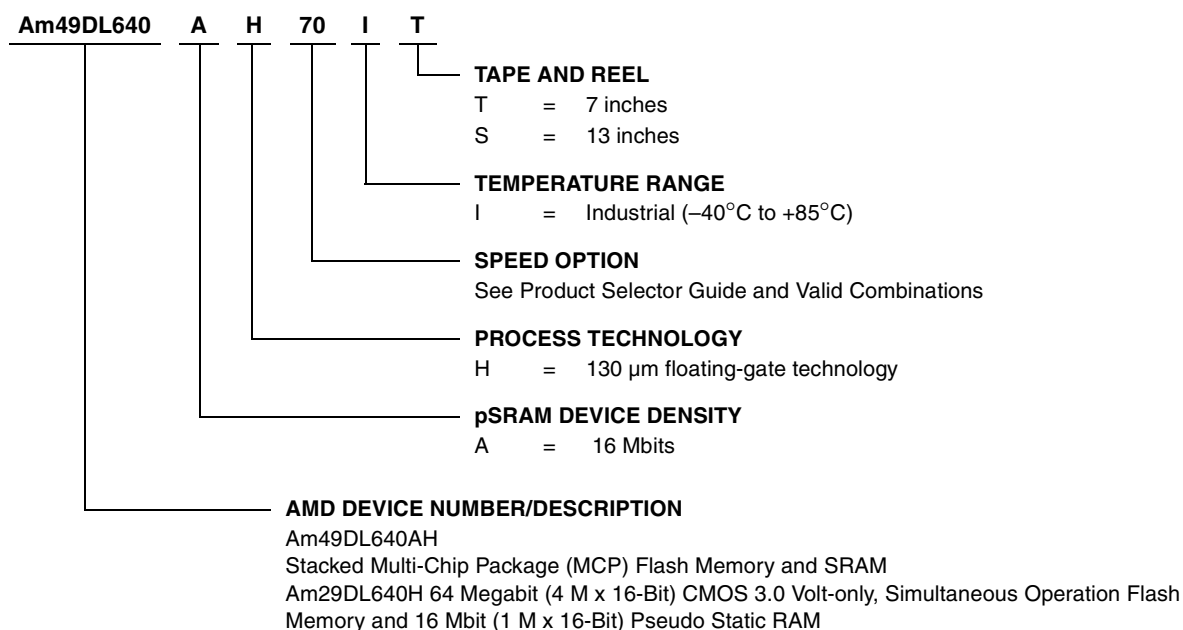 Am49DL640 A H 70 I T
TAPE AND REEL
T = 7 inches
S = 13 inches
TEMPERATURE RANGE
I = Industrial (–40°C to +85°C)
SPEED OPTION
See Product Selector Guide and Valid Combinations
PROCESS TECHNOLOGY
H = 130 µm floating-gate technology
pSRAM DEVICE DENSITY
A = 16 Mbits
AMD DEVICE NUMBER/DESCRIPTION
Am49DL640AH
Stacked Multi-Chip Package (MCP) Flash Memory and SRAM
Am29DL640H 64 Megabit (4 M x 16-Bit) CMOS 3.0 Volt-only, Simultaneous Operation Flash
Memory and 16 Mbit (1 M x 16-Bit) Pseudo Static RAM